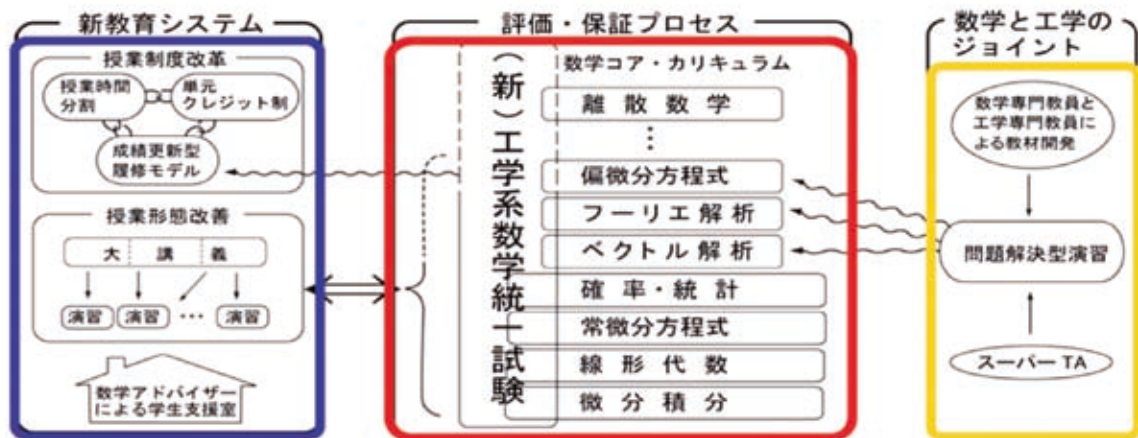 新教育システム
授業制度改革
授業時間
分割
単元
クレジット制
成績更新型
履修モデル
授業形態改善
大 講 義
演習 演習 … 演習
数学アドバイザー
による学生支援室
評価・保証プロセス
（新）工学系数学統一試験
数学コア・カリキュラム
離散数学
⋮
偏微分方程式
フーリエ解析
ベクトル解析
確率・統計
常微分方程式
線形代数
微分積分
数学と工学の
ジョイント
数学専門教員と
工学専門教員に
よる教材開発
問題解決型演習
スーパーTA